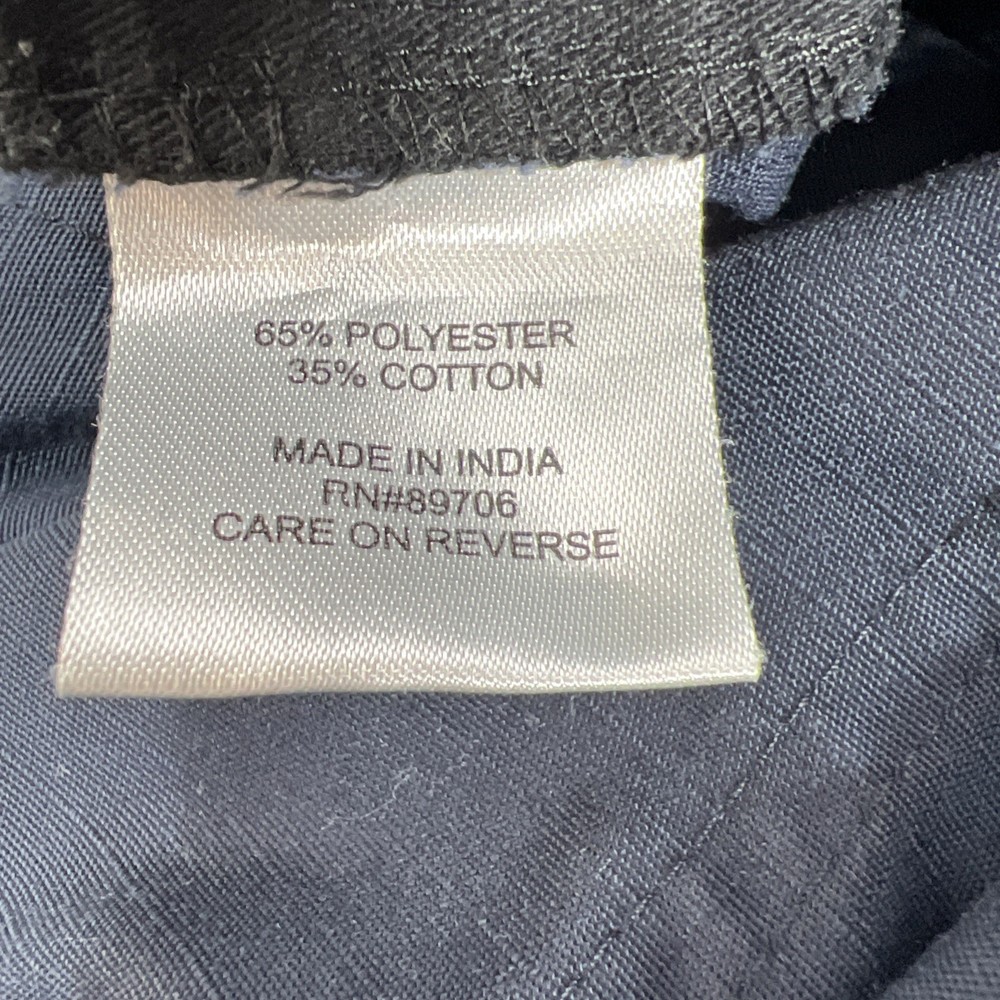 65% POLYESTER
35% COTTON
MADE IN INDIA
RN#89706
CARE ON REVERSE